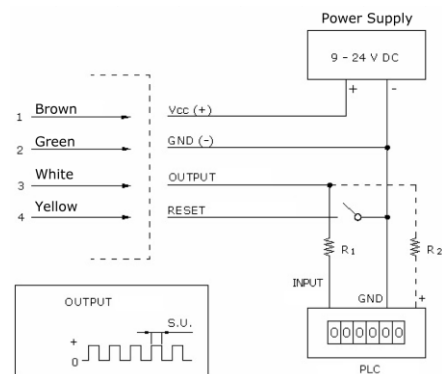 Power Supply
9 - 24 V DC
+ -
1 Brown Vcc (+)
2 Green GND (-)
3 White OUTPUT
4 Yellow RESET
R1 R2
INPUT
GND +
OUTPUT
S.U.
+
0
000000
PLC